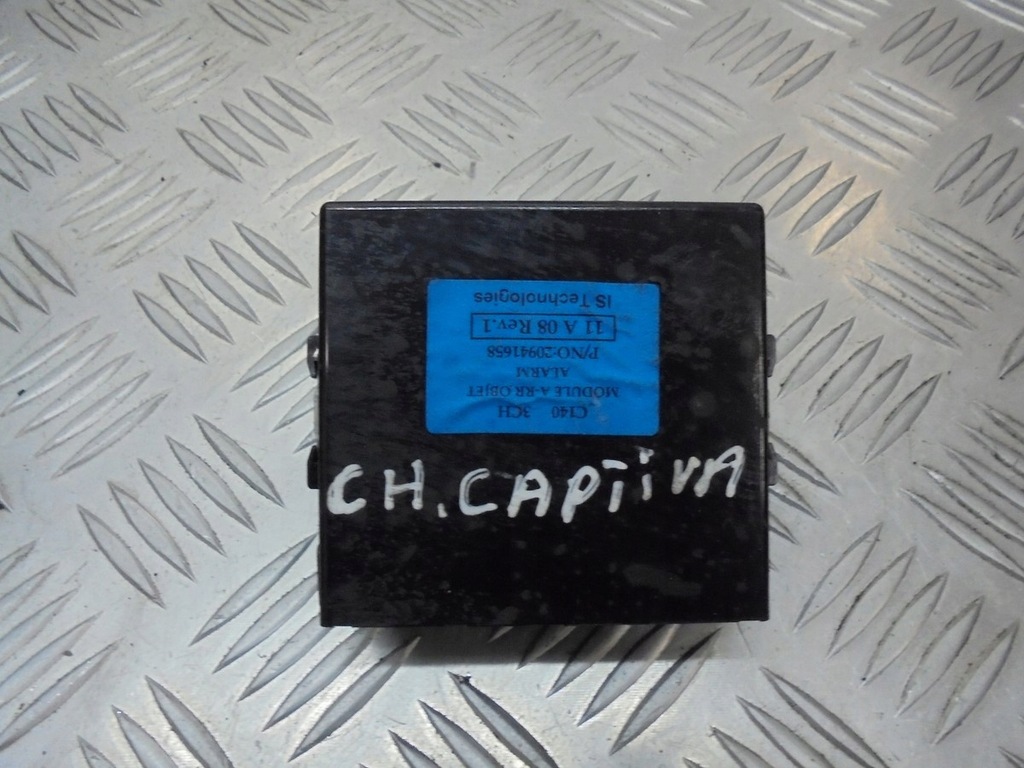 C140 3CH
MODULE A-RR OBJET
ALARM
P/NO:20941658
11 A 08 Rev.1
IS Technologies
CH. CAPTiVA